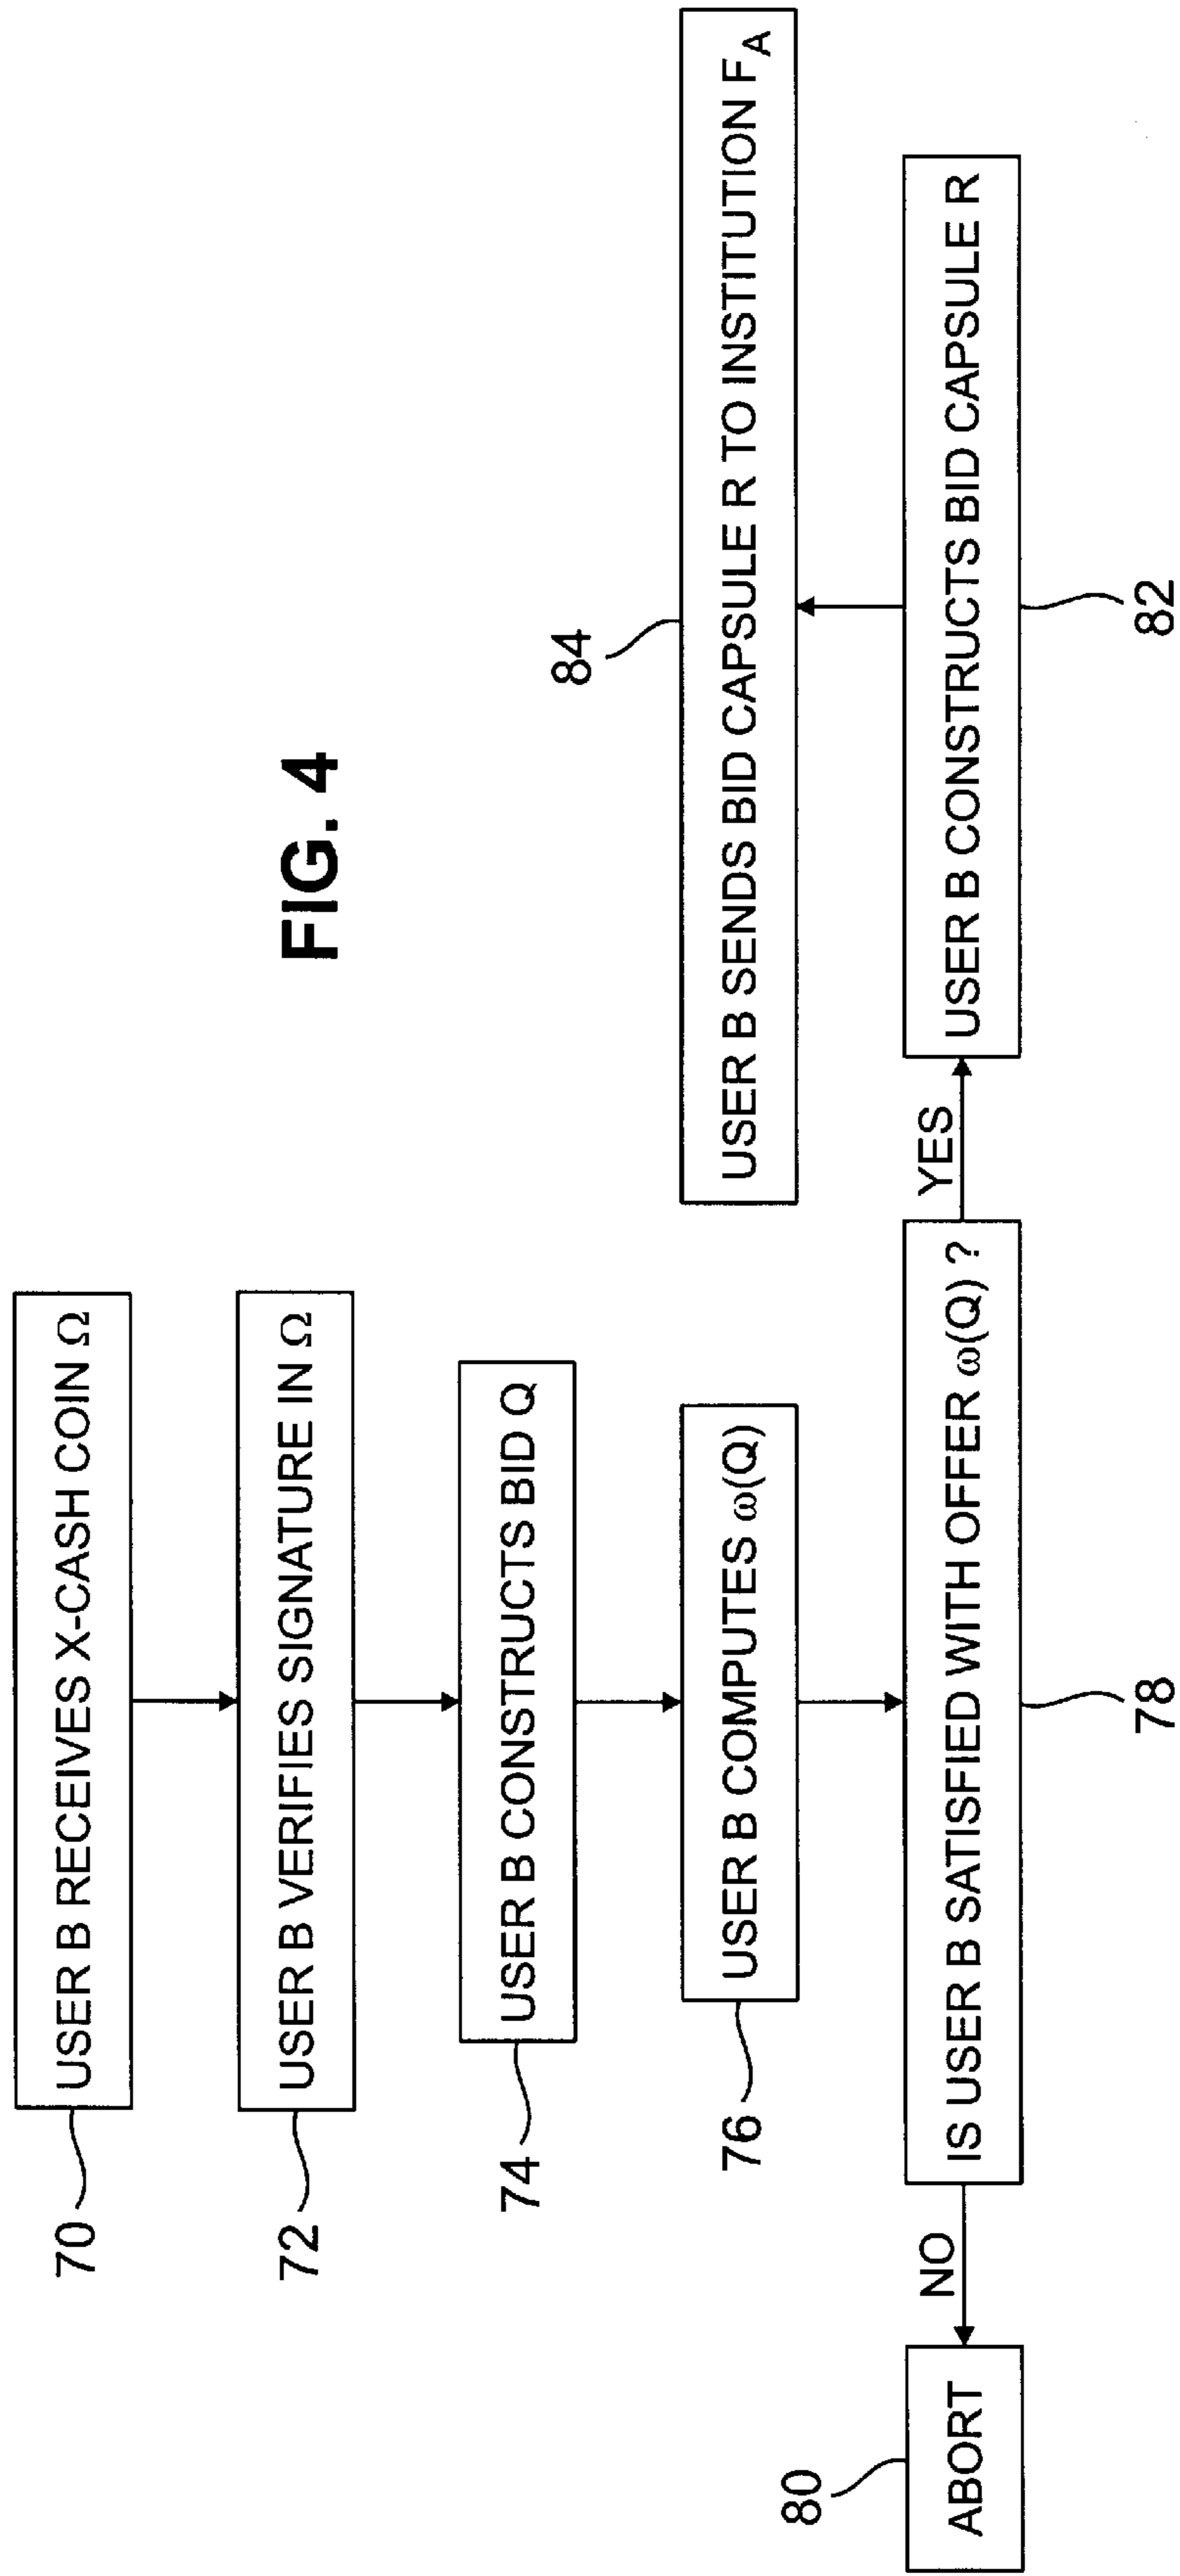 FIG. 4
70
USER B RECEIVES X-CASH COIN Ω
72
USER B VERIFIES SIGNATURE IN Ω
74
USER B CONSTRUCTS BID Q
76
USER B COMPUTES ω(Q)
78
IS USER B SATISFIED WITH OFFER ω(Q) ?
NO
80
ABORT
YES
82
USER B CONSTRUCTS BID CAPSULE R
84
USER B SENDS BID CAPSULE R TO INSTITUTION F_A